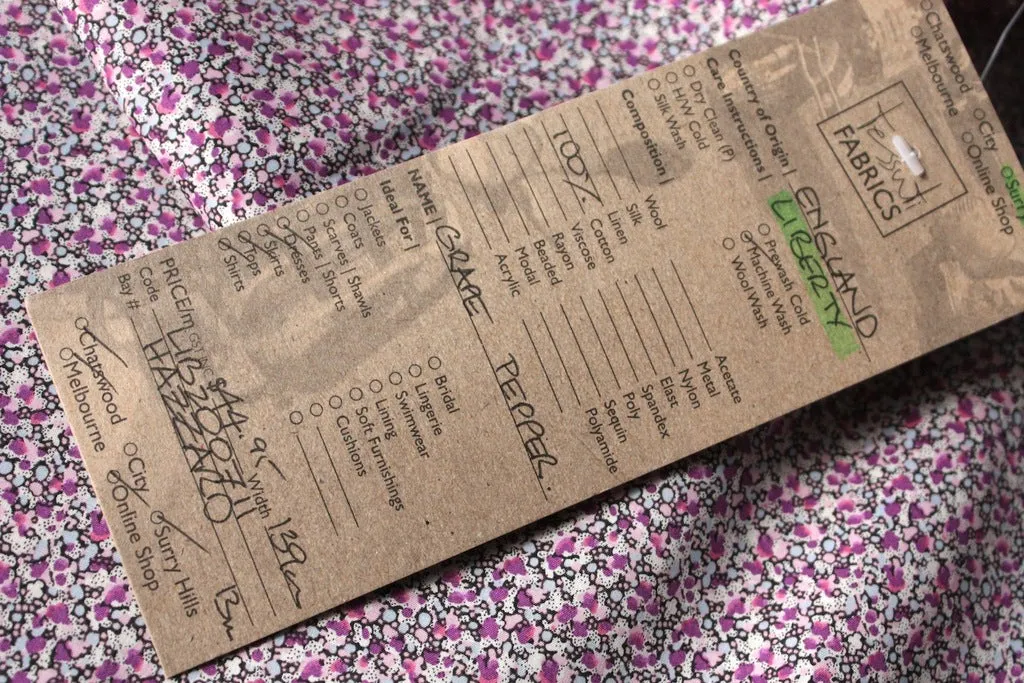 Chatswood City Surry
Melbourne Online Shop
Tessuti
FABRICS
Country of Origin | ENGLAND
LIBERTY
Care Instructions |
Dry Clean (P) Prewash Cold
H/W Cold Machine Wash
Silk Wash Wool Wash
Composition |
Wool Acetate
Silk Metal
Linen Nylon
100% Cotton Elast
Viscose Spandex
Rayon Poly
Beaded Sequin
Modal Polyamide
Acrylic
NAME | GRAPE PEPPER.
Ideal For |
Jackets Bridal
Coats Lingerie
Scarves | Shawls Swimwear
Pants | Shorts Lining
Dresses Soft Furnishings
Skirts Cushions
Tops
Shirts
PRICE/m $44.95 Width 139cm
Code
Bay #
Chatswood City Surry Hills
Melbourne Online Shop